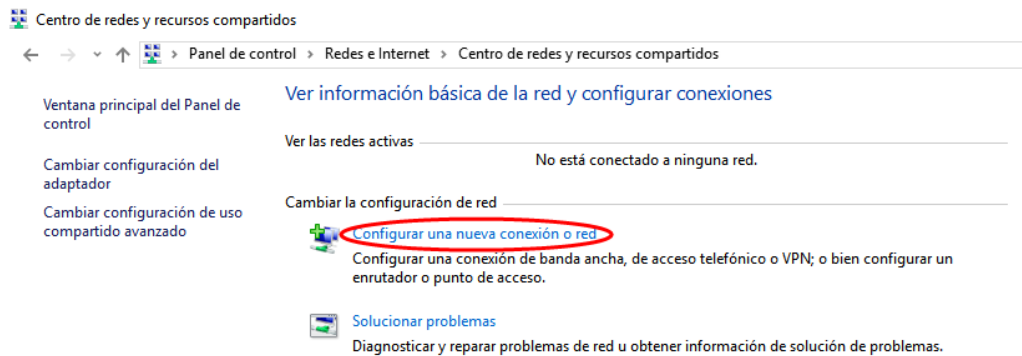 Centro de redes y recursos compartidos
Panel de control > Redes e Internet > Centro de redes y recursos compartidos
Ventana principal del Panel de
control
Cambiar configuración del
adaptador
Cambiar configuración de uso
compartido avanzado
Ver información básica de la red y configurar conexiones
Ver las redes activas
No está conectado a ninguna red.
Cambiar la configuración de red
Configurar una nueva conexión o red
Configurar una conexión de banda ancha, de acceso telefónico o VPN; o bien configurar un
enrutador o punto de acceso.
Solucionar problemas
Diagnosticar y reparar problemas de red u obtener información de solución de problemas.